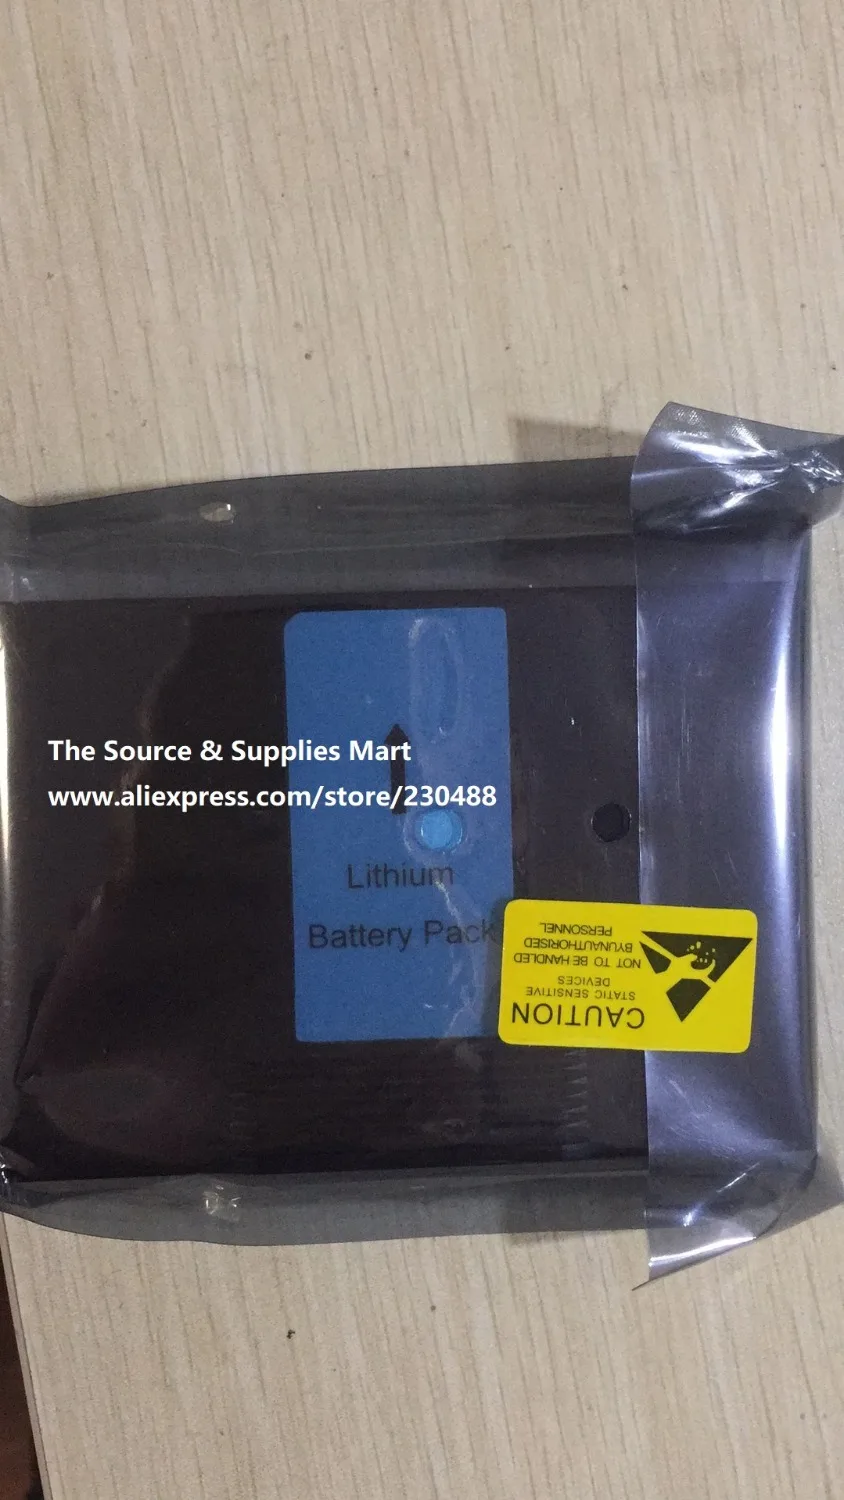 The Source & Supplies Mart
www.aliexpress.com/store/230488
Lithium
Battery Pack
CAUTION
STATIC SENSITIVE
DEVICES
NOT TO BE HANDLED
BYUNAUTHORISED
PERSONNEL